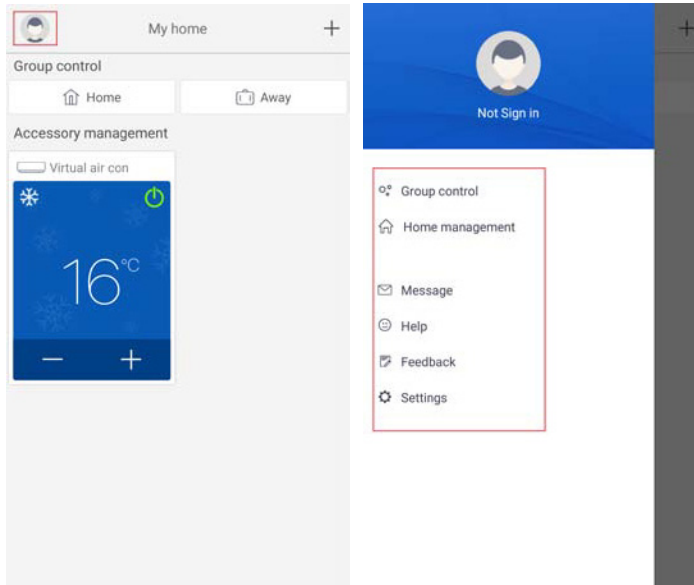 My home
+
Group control
Home
Away
Accessory management
Virtual air con
16°C
− +
Not Sign in
Group control
Home management
Message
Help
Feedback
Settings
+